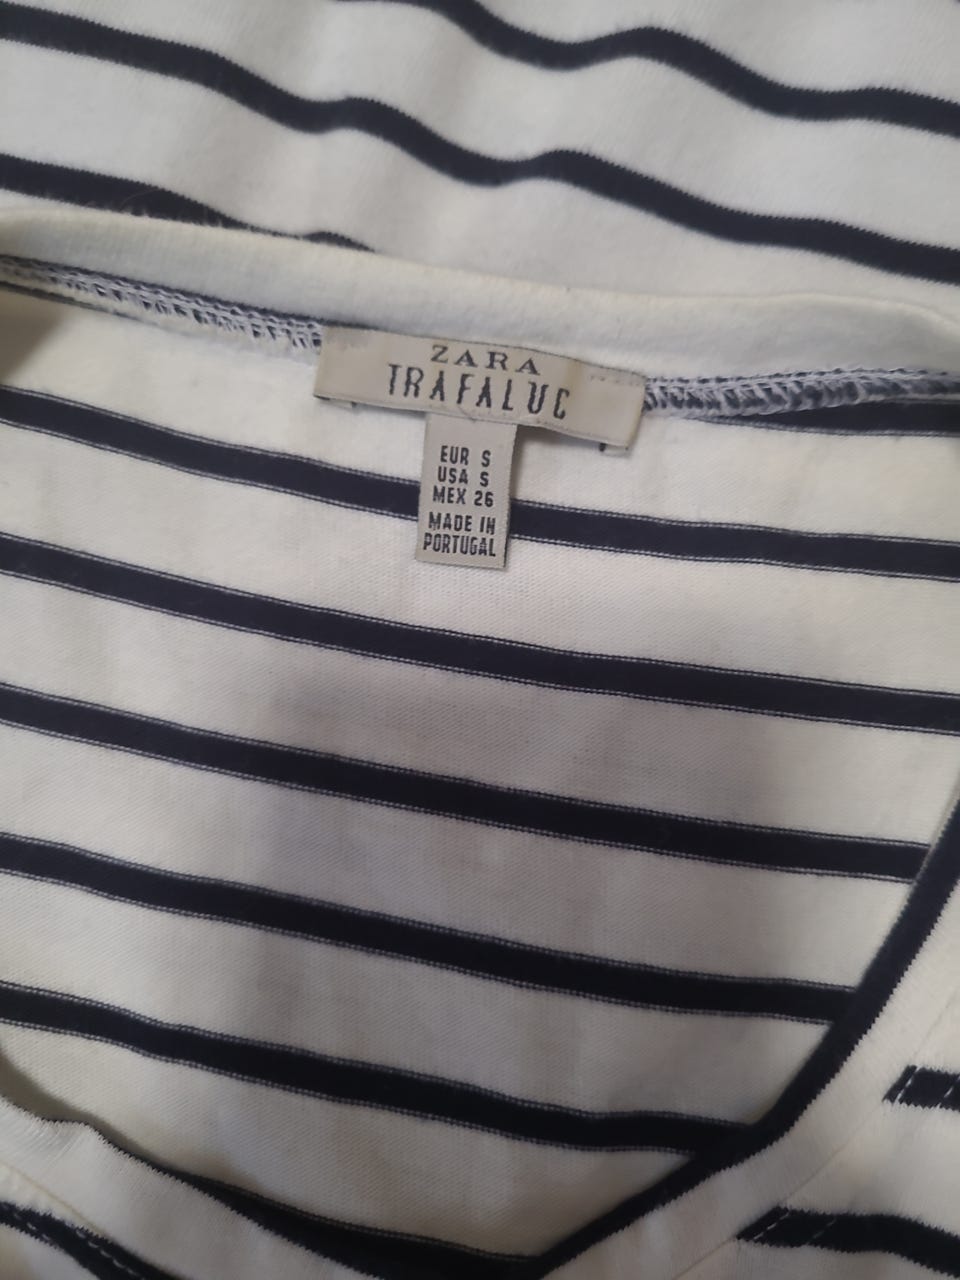 ZARA
TRAFALUC
EUR S
USA S
MEX 26
MADE IN
PORTUGAL